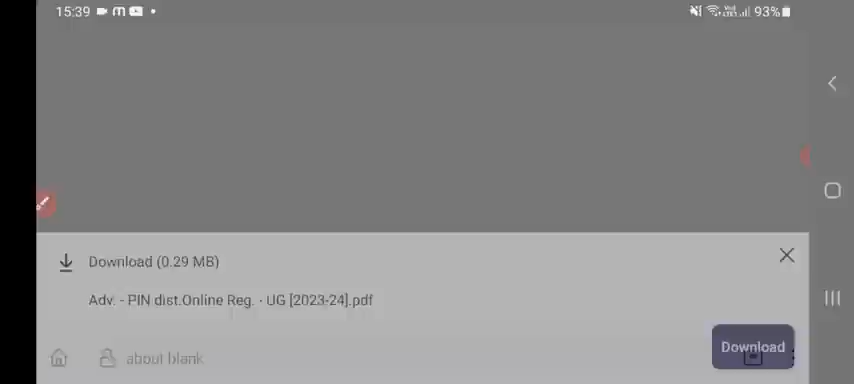 15:39 93%
Download (0.29 MB)
Adv. - PIN dist.Online Reg. - UG [2023-24].pdf
Download
about blank